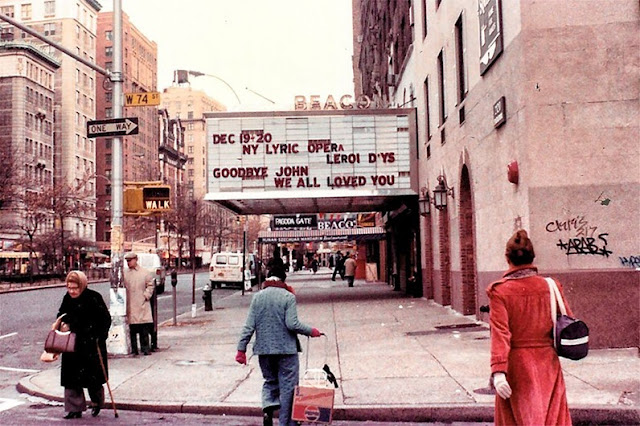 W 74 ST
ONE WAY
WALK
BEACO
DEC 19-20
NY LYRIC OPERA
LEROI D'YS
GOODBYE JOHN
WE ALL LOVED YOU
PAGODA GATE
BEACO